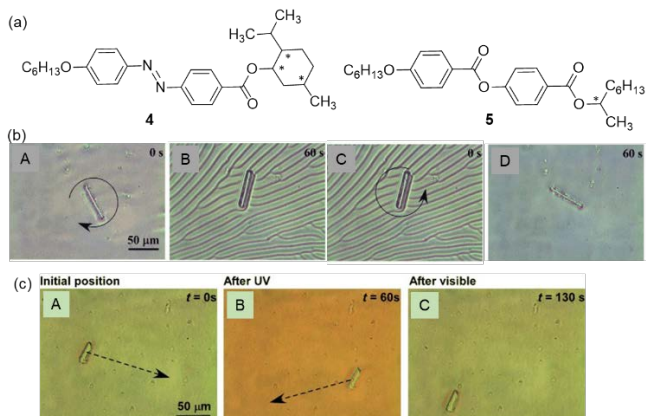 (a)
C₆H₁₃O
N
N
O
O
CH₃
H₃C
*
*
*
4
C₆H₁₃O
O
O
O
O
C₆H₁₃
*
CH₃
5
(b)
A
0 s
50 µm
B
60 s
C
0 s
D
60 s
(c)
Initial position
After UV
After visible
A
t = 0s
50 µm
B
t = 60s
C
t = 130 s